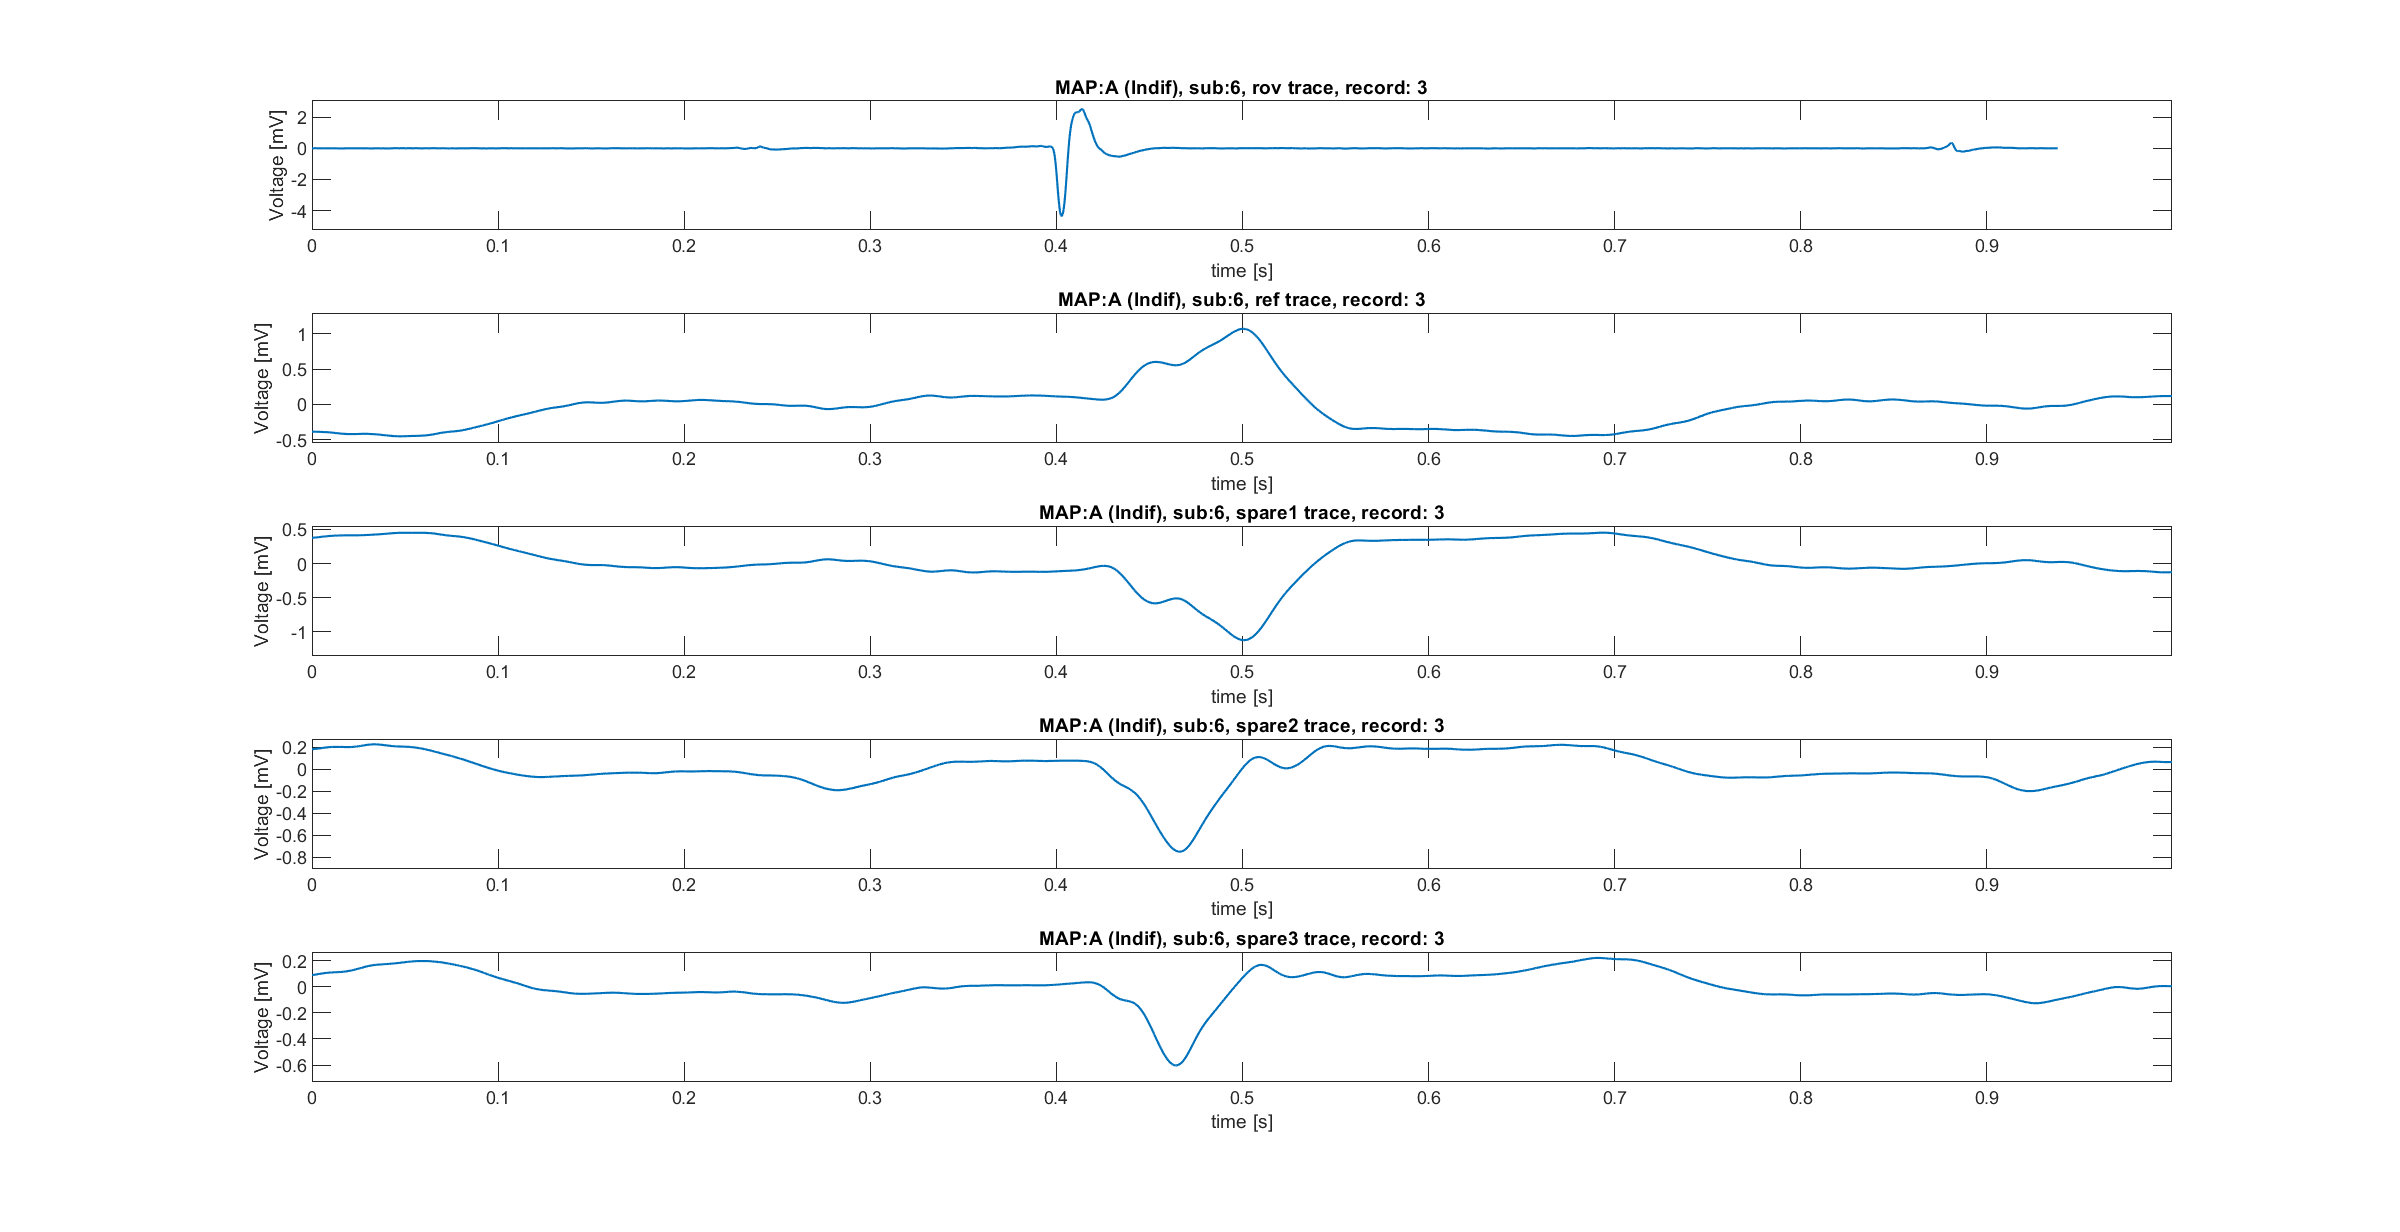 MAP:A (Indif), sub:6, rov trace, record: 3
Voltage [mV]
2
0
-2
-4
0 0.1 0.2 0.3 0.4 0.5 0.6 0.7 0.8 0.9
time [s]
MAP:A (Indif), sub:6, ref trace, record: 3
Voltage [mV]
1
0.5
0
-0.5
0 0.1 0.2 0.3 0.4 0.5 0.6 0.7 0.8 0.9
time [s]
MAP:A (Indif), sub:6, spare1 trace, record: 3
Voltage [mV]
0.5
0
-0.5
-1
0 0.1 0.2 0.3 0.4 0.5 0.6 0.7 0.8 0.9
time [s]
MAP:A (Indif), sub:6, spare2 trace, record: 3
Voltage [mV]
0.2
0
-0.2
-0.4
-0.6
-0.8
0 0.1 0.2 0.3 0.4 0.5 0.6 0.7 0.8 0.9
time [s]
MAP:A (Indif), sub:6, spare3 trace, record: 3
Voltage [mV]
0.2
0
-0.2
-0.4
-0.6
0 0.1 0.2 0.3 0.4 0.5 0.6 0.7 0.8 0.9
time [s]